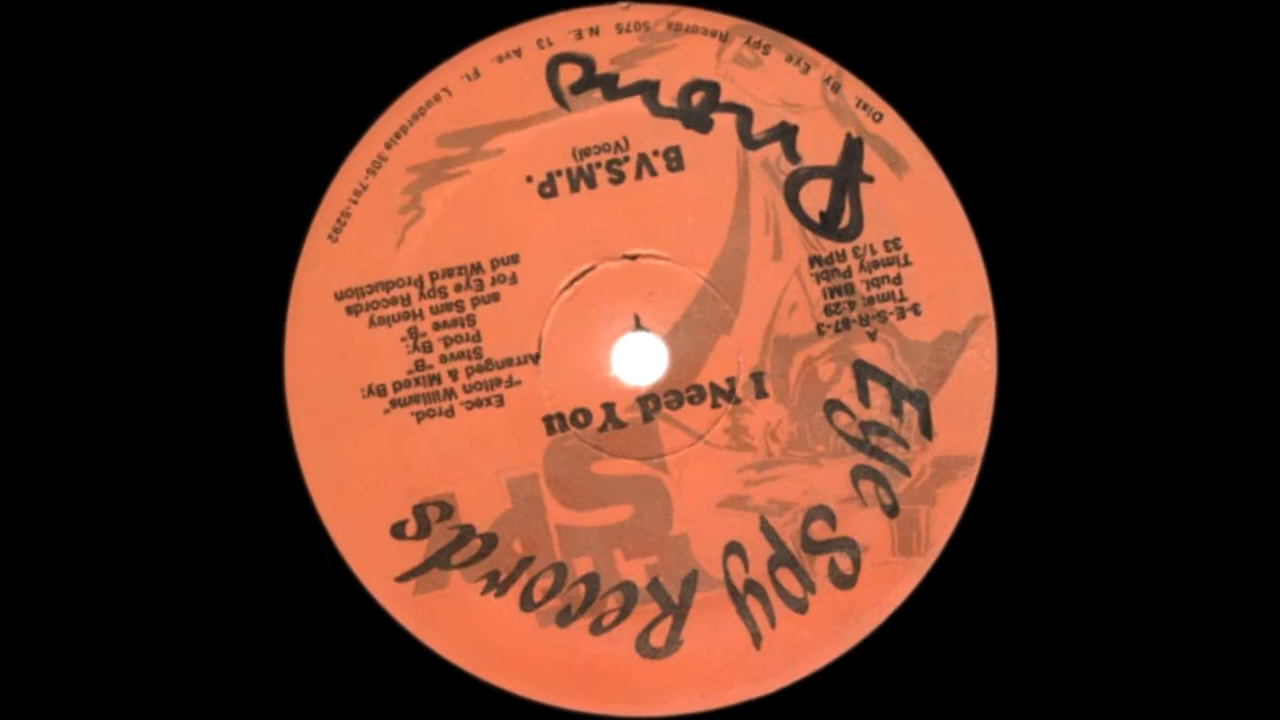 Eye Spy Records
I Need You
3-E-S-R-87-3
A
Time: 4:29
Publ. BMI
Timely Publ.
33 1/3 RPM
Exec. Prod.
"Felton Williams"
Arranged & Mixed By:
Steve "B"
Prod. By:
Steve "B"
and Sam Henley
For Eye Spy Records
and Wizard Production
B.V.S.M.P.
(Vocal)
Dist. By Eye Spy Records 5075 N.E. 13 Ave. Ft. Lauderdale 305-791-5292